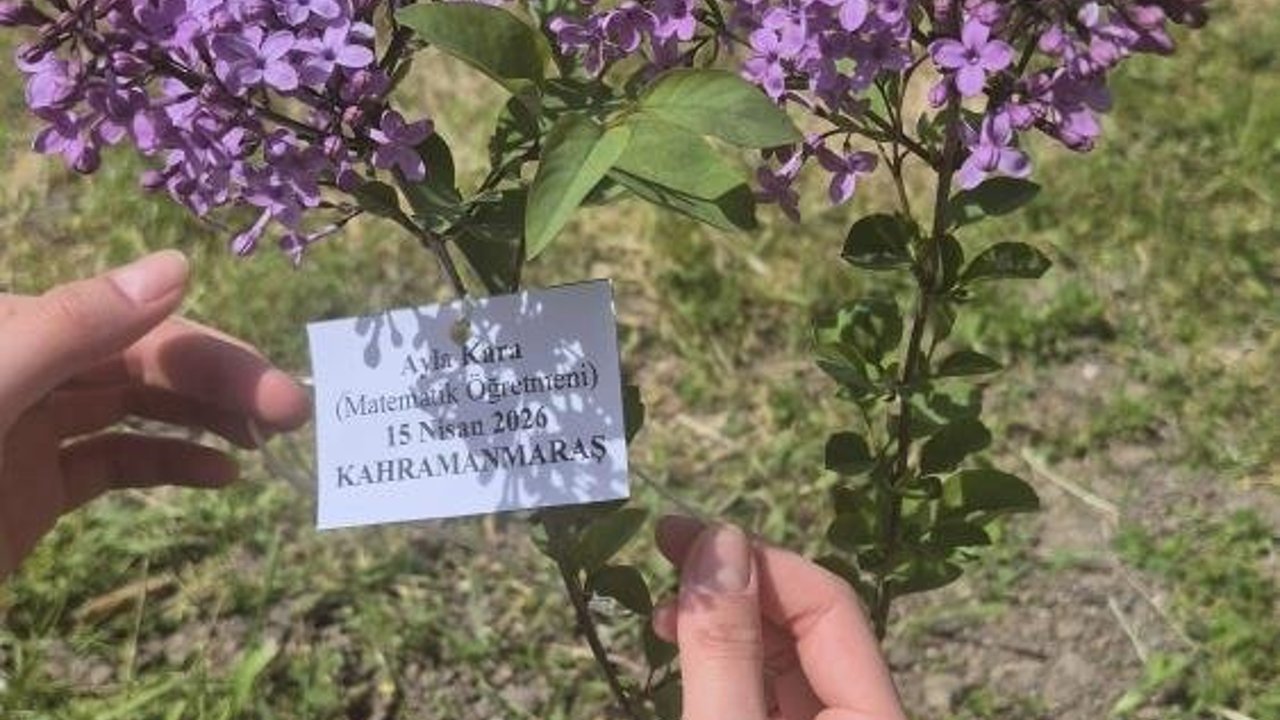 Ayla Kara
(Matematik Öğretmeni)
15 Nisan 2026
KAHRAMANMARAŞ